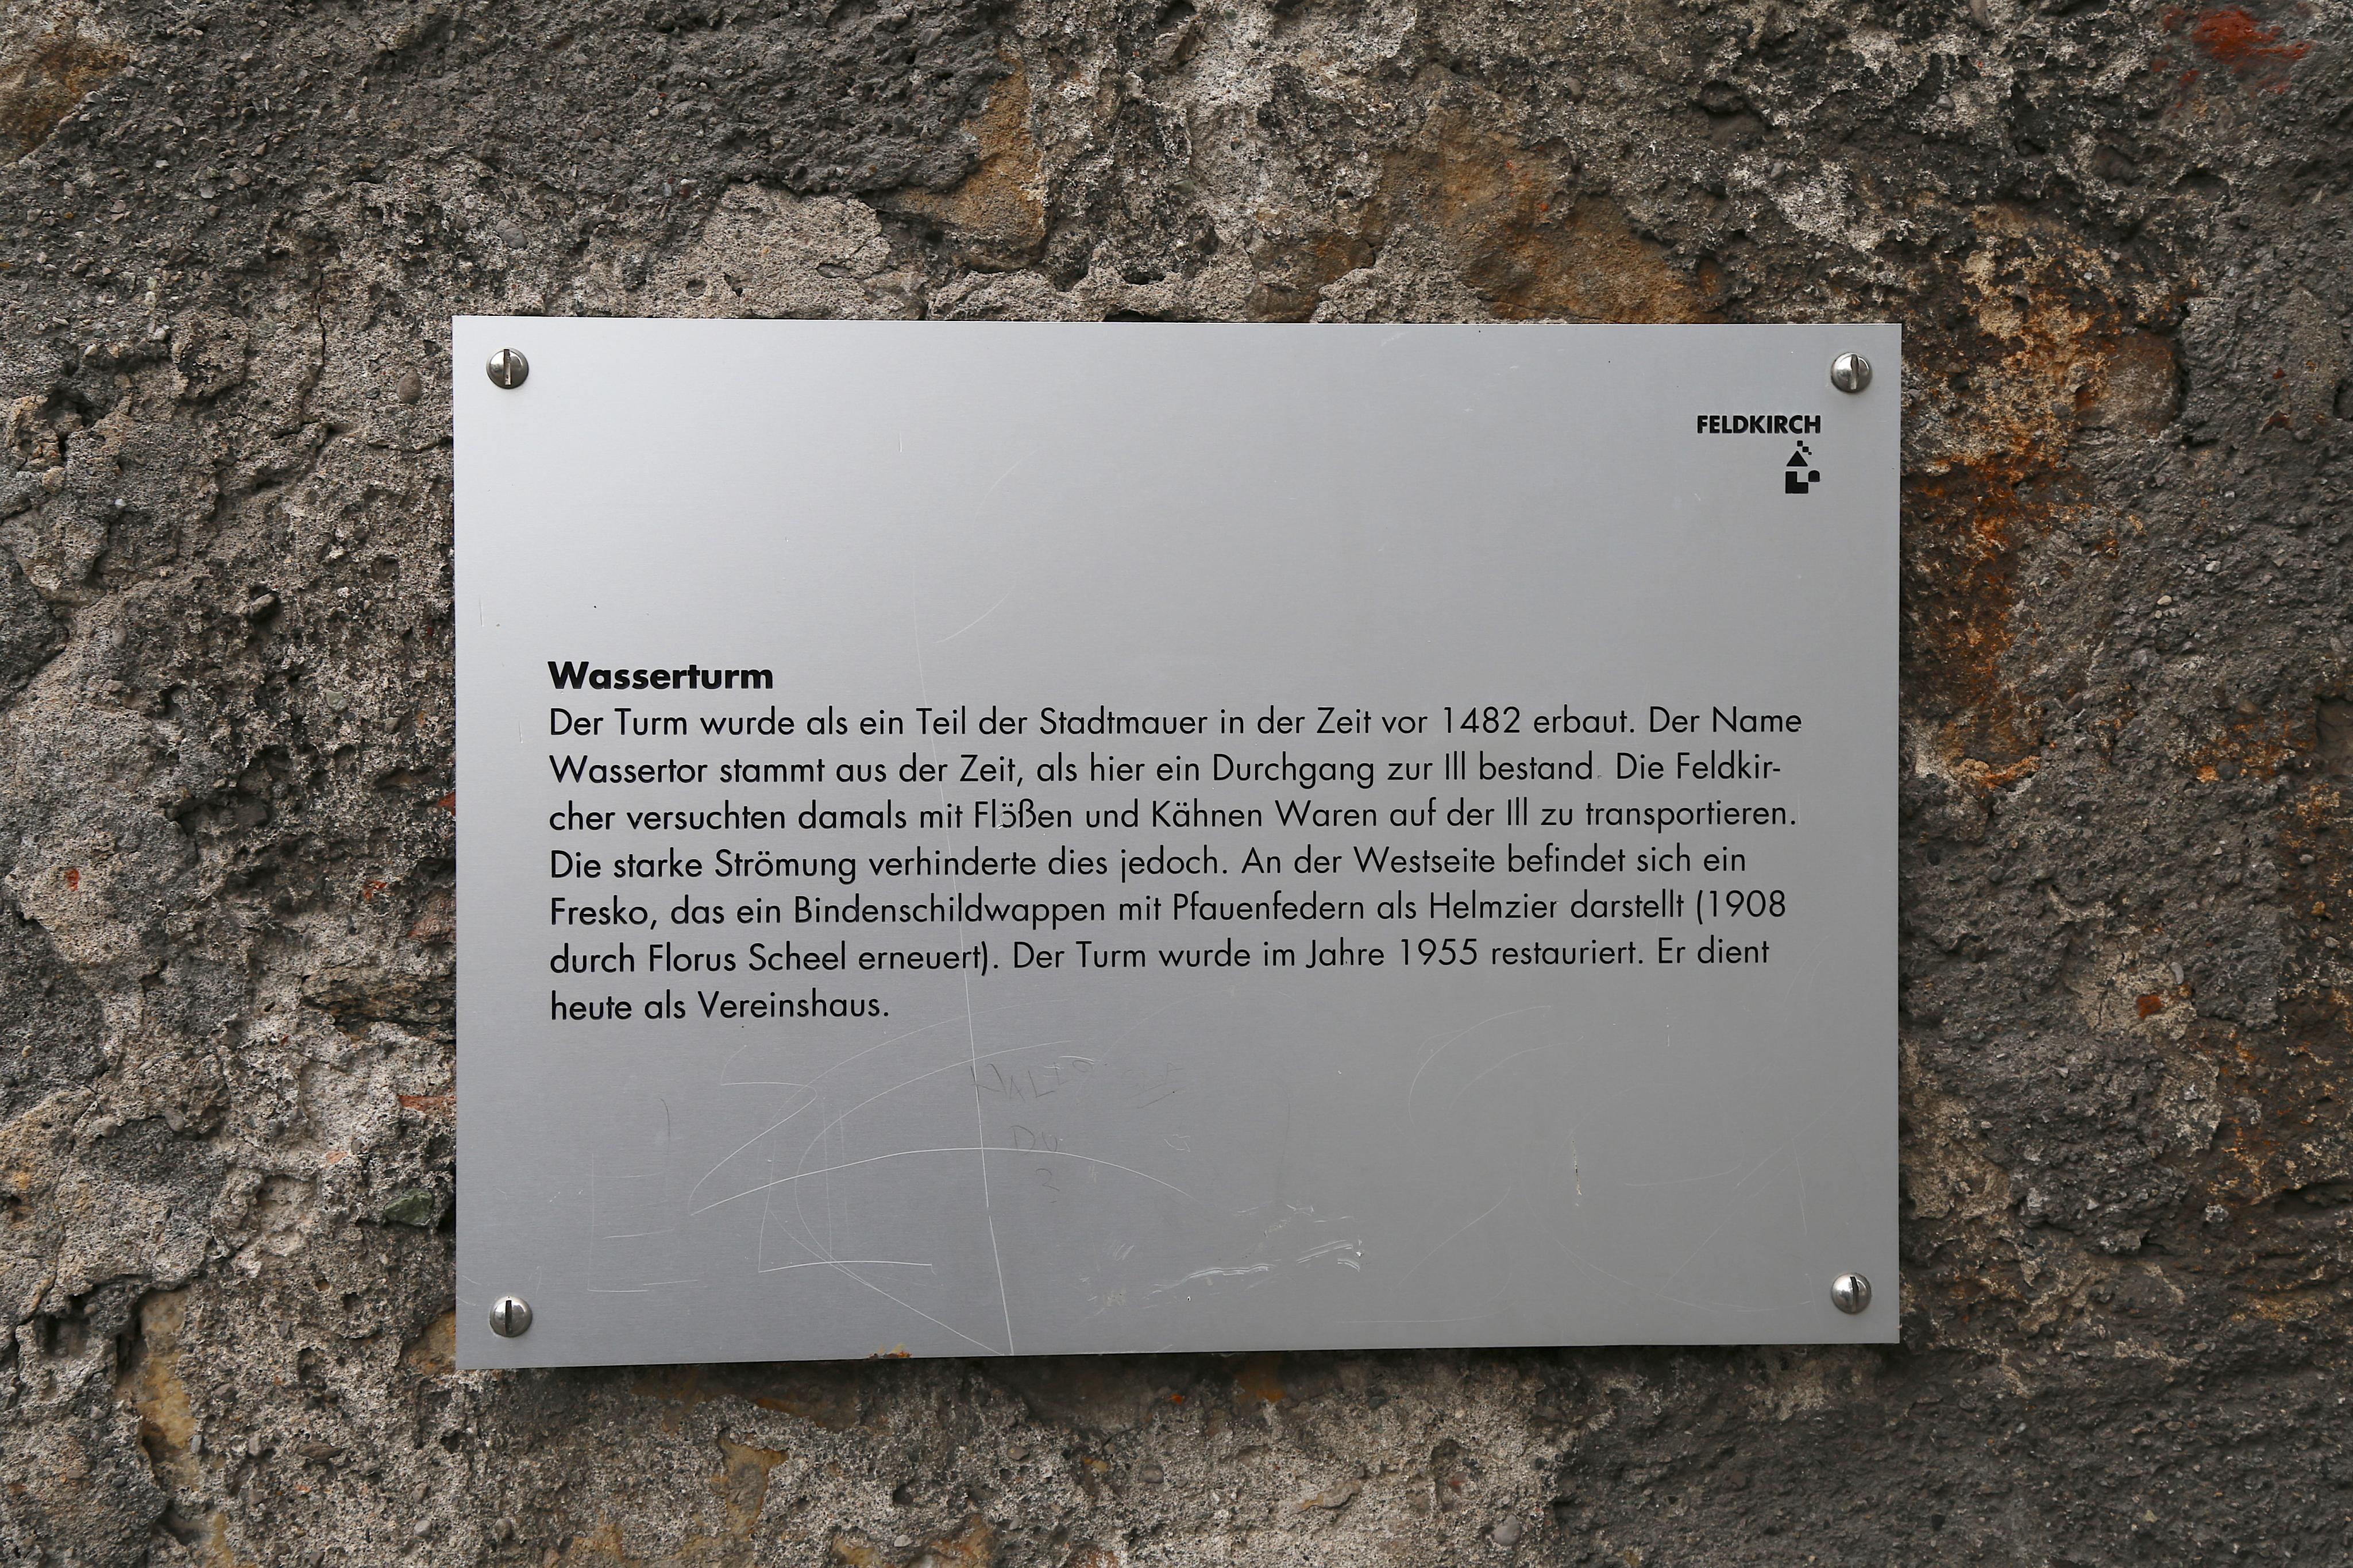 FELDKIRCH
Wasserturm
Der Turm wurde als ein Teil der Stadtmauer in der Zeit vor 1482 erbaut. Der Name
Wassertor stammt aus der Zeit, als hier ein Durchgang zur Ill bestand. Die Feldkir-
cher versuchten damals mit Flößen und Kähnen Waren auf der Ill zu transportieren.
Die starke Strömung verhinderte dies jedoch. An der Westseite befindet sich ein
Fresko, das ein Bindenschildwappen mit Pfauenfedern als Helmzier darstellt (1908
durch Florus Scheel erneuert). Der Turm wurde im Jahre 1955 restauriert. Er dient
heute als Vereinshaus.